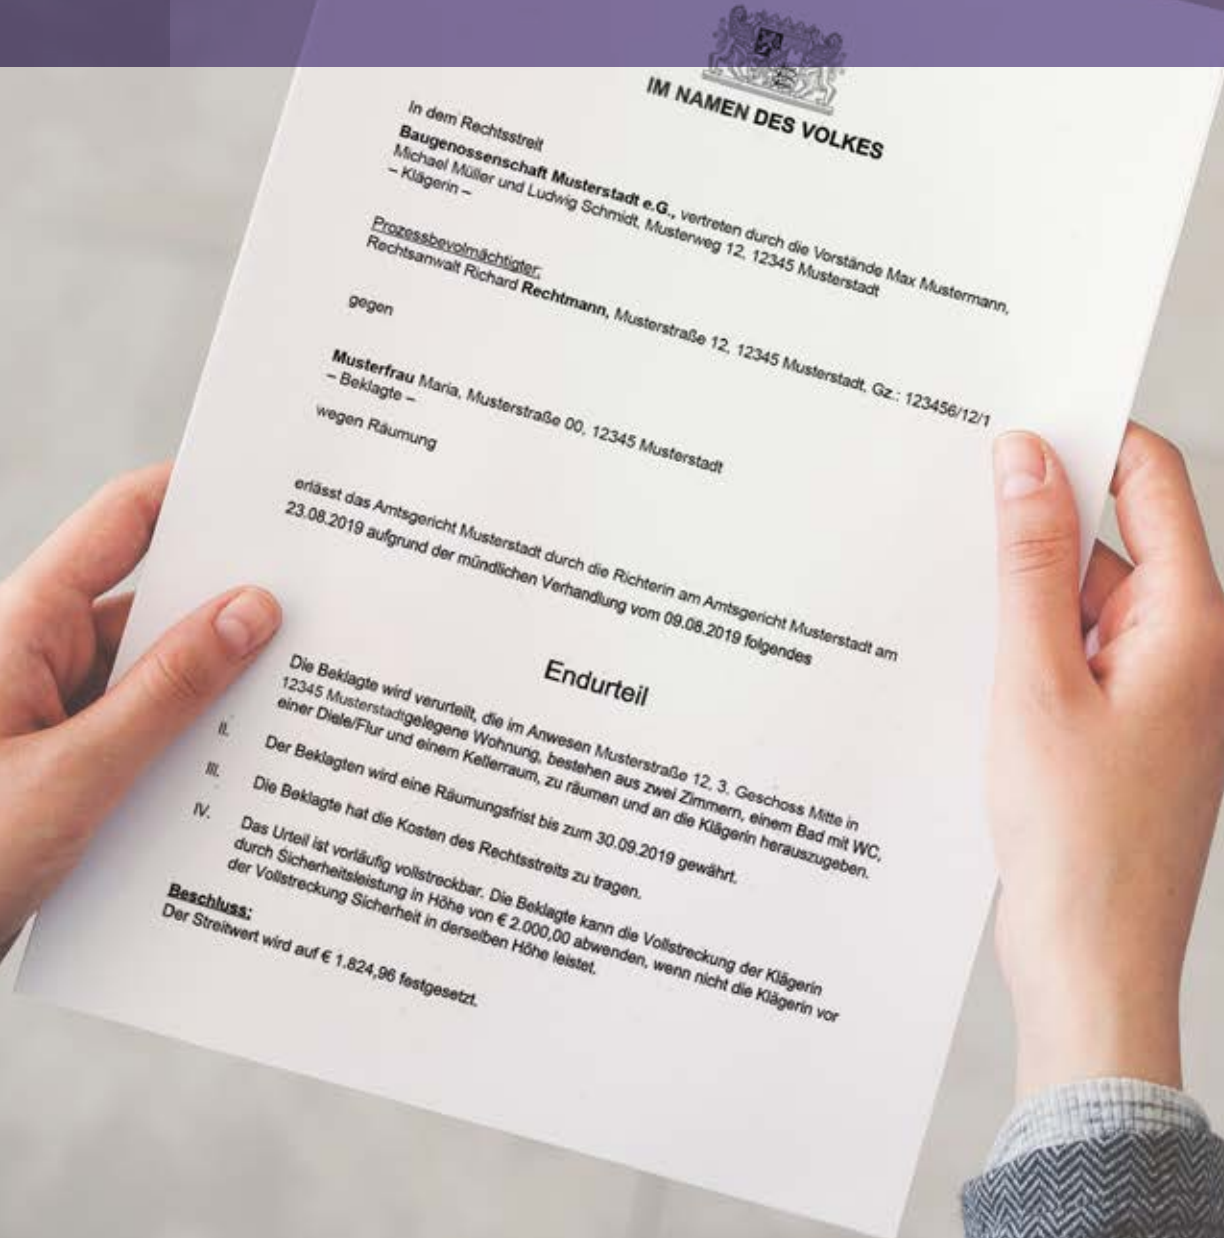 IM NAMEN DES VOLKES
In dem Rechtsstreit
Baugenossenschaft Musterstadt e.G., vertreten durch die Vorstände Max Mustermann,
Michael Müller und Ludwig Schmidt, Musterweg 12, 12345 Musterstadt
– Klägerin –
Prozessbevolmächtigter:
Rechtsanwalt Richard Rechtmann, Musterstraße 12, 12345 Musterstadt, Gz.: 123456/12/1
gegen
Musterfrau Maria, Musterstraße 00, 12345 Musterstadt
– Beklagte –
wegen Räumung
erlässt das Amtsgericht Musterstadt durch die Richterin am Amtsgericht Musterstadt am
23.08.2019 aufgrund der mündlichen Verhandlung vom 09.08.2019 folgendes
Endurteil
Die Beklagte wird verurteilt, die im Anwesen Musterstraße 12, 3. Geschoss Mitte in
12345 Musterstadtgelegene Wohnung, bestehen aus zwei Zimmern, einem Bad mit WC,
einer Diele/Flur und einem Kellerraum, zu räumen und an die Klägerin herauszugeben.
II. Der Beklagten wird eine Räumungsfrist bis zum 30.09.2019 gewährt.
III. Die Beklagte hat die Kosten des Rechtsstreits zu tragen.
IV. Das Urteil ist vorläufig vollstreckbar. Die Beklagte kann die Vollstreckung der Klägerin
durch Sicherheitsleistung in Höhe von € 2.000,00 abwenden, wenn nicht die Klägerin vor
der Vollstreckung Sicherheit in derselben Höhe leistet.
Beschluss:
Der Streitwert wird auf € 1.824,96 festgesetzt.